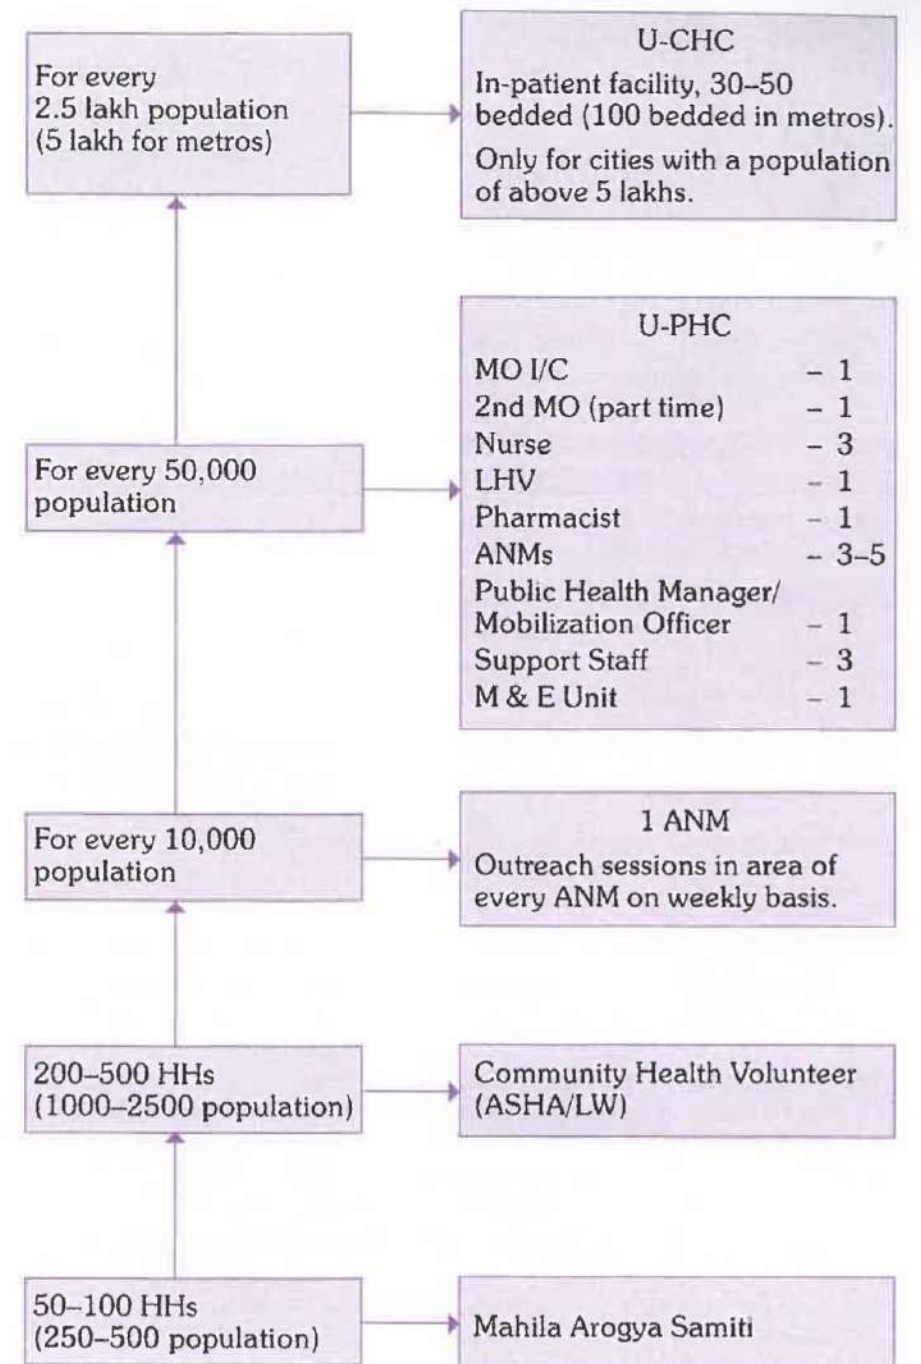 For every
2.5 lakh population
(5 lakh for metros)
U-CHC
In-patient facility, 30–50
bedded (100 bedded in metros).
Only for cities with a population
of above 5 lakhs.
For every 50,000
population
U-PHC
MO I/C – 1
2nd MO (part time) – 1
Nurse – 3
LHV – 1
Pharmacist – 1
ANMs – 3–5
Public Health Manager/
Mobilization Officer – 1
Support Staff – 3
M & E Unit – 1
For every 10,000
population
1 ANM
Outreach sessions in area of
every ANM on weekly basis.
200–500 HHs
(1000–2500 population)
Community Health Volunteer
(ASHA/LW)
50–100 HHs
(250–500 population)
Mahila Arogya Samiti